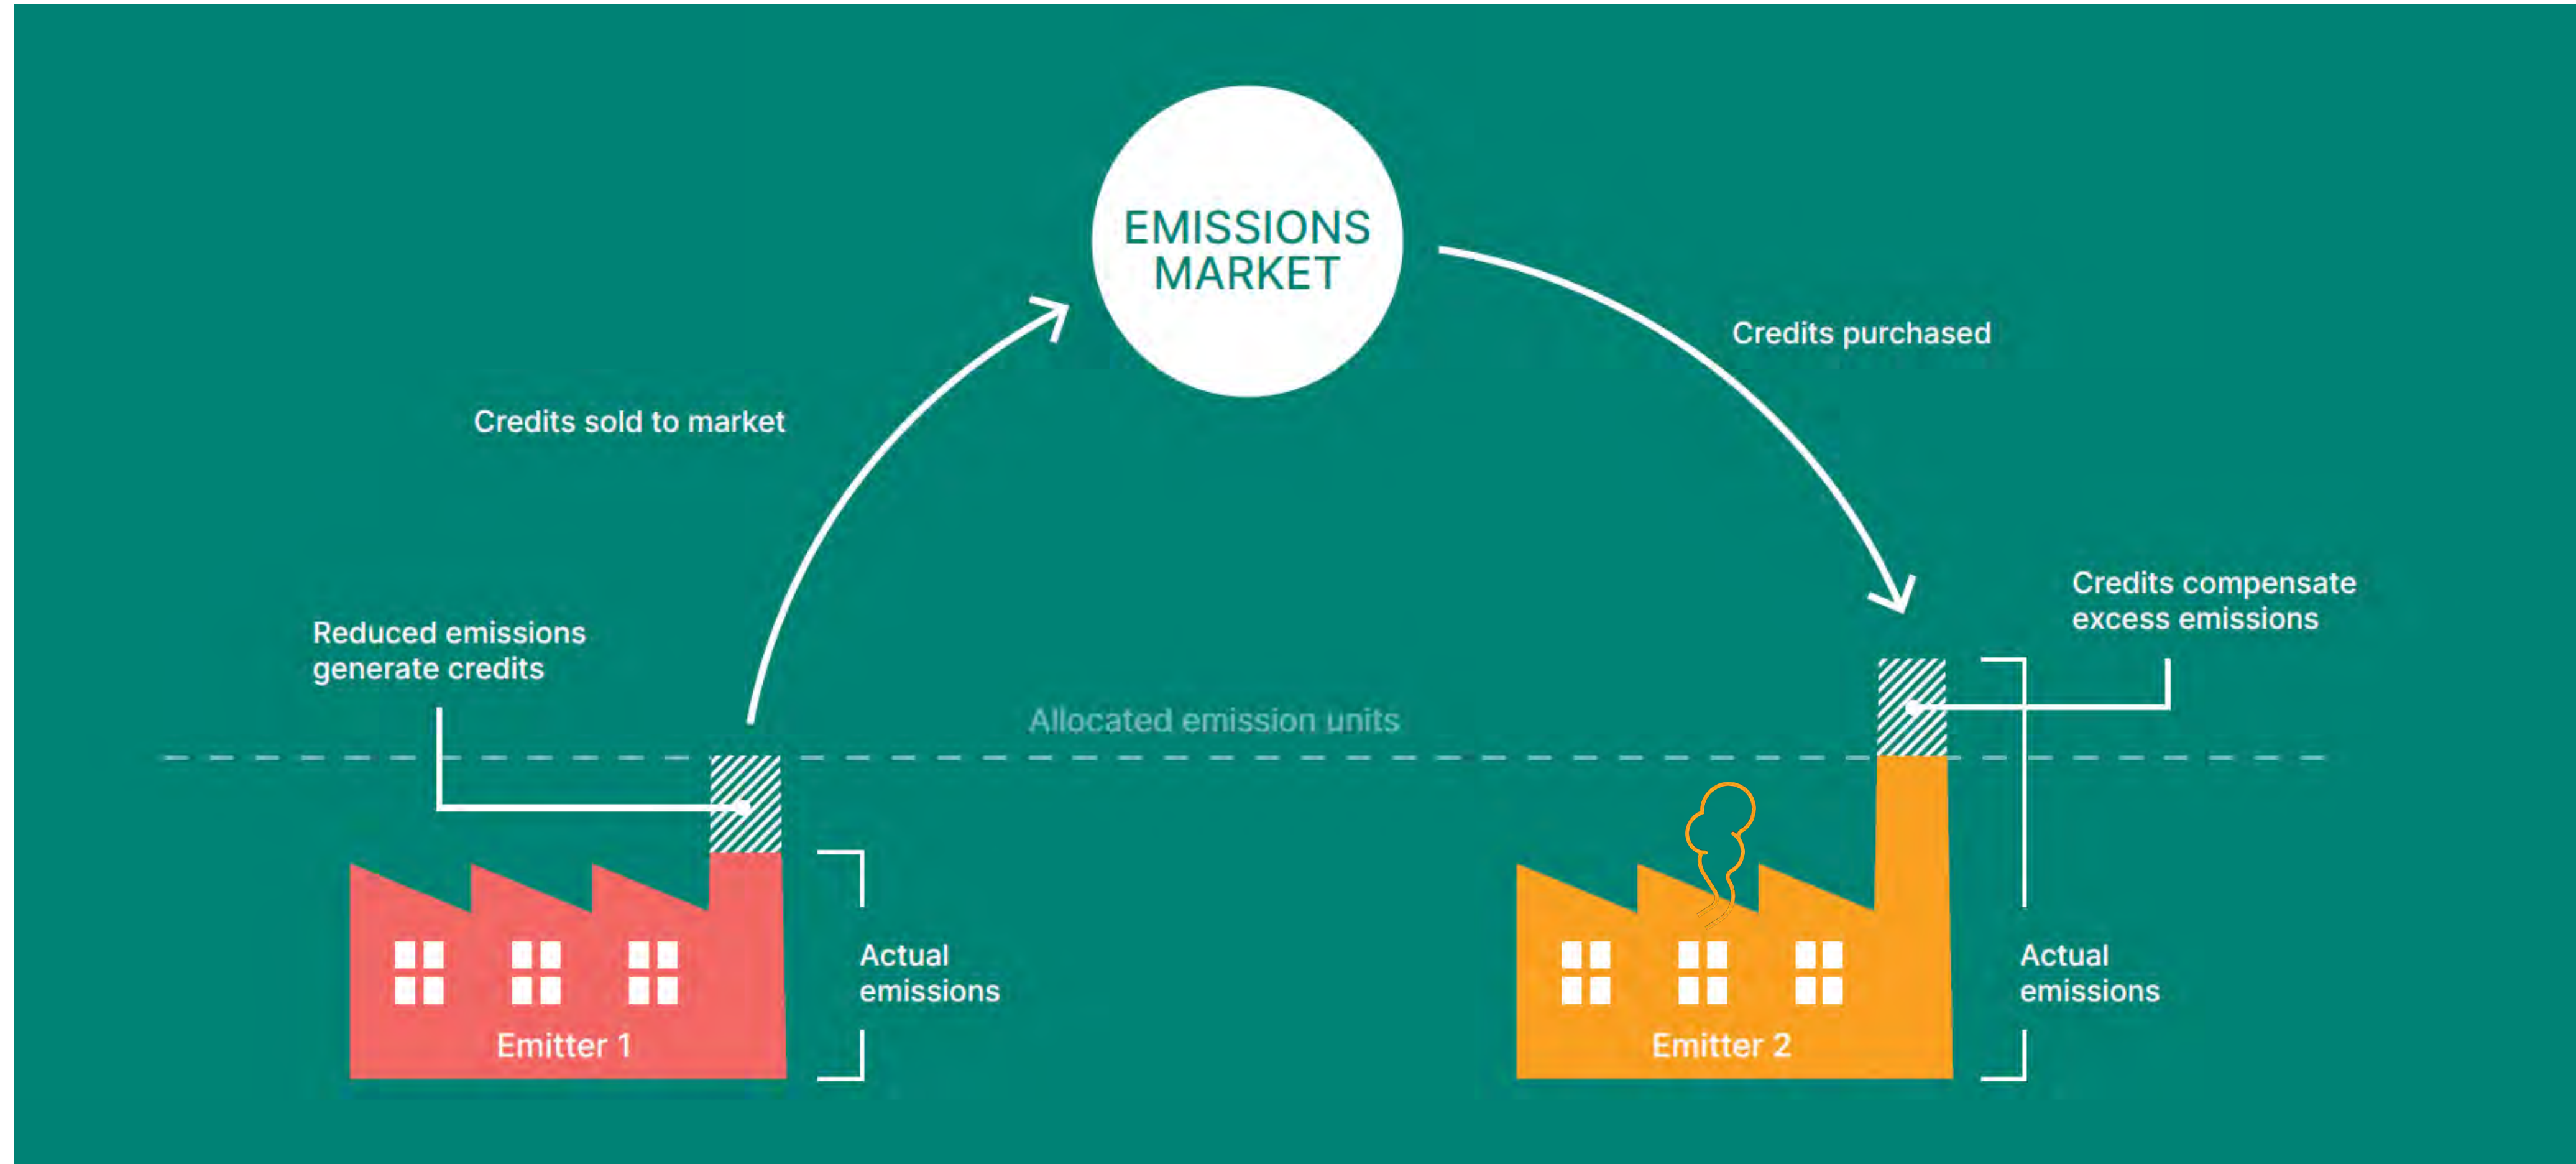 EMISSIONS
MARKET
Credits purchased
Credits sold to market
Credits compensate
excess emissions
Reduced emissions
generate credits
Allocated emission units
Actual
emissions
Actual
emissions
Emitter 1
Emitter 2